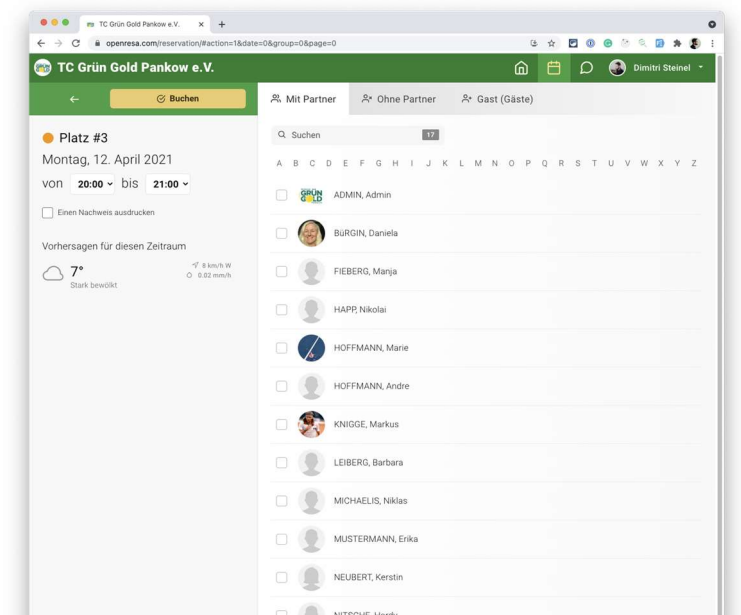 TC Grün Gold Pankow e.V.
openresa.com/reservation/#action=1&date=0&group=0&page=0
TC Grün Gold Pankow e.V.
Dimitri Steinel
Buchen
Mit Partner
Ohne Partner
Gast (Gäste)
Platz #3
Montag, 12. April 2021
von 20:00 bis 21:00
Einen Nachweis ausdrucken
Vorhersagen für diesen Zeitraum
7°
Stark bewölkt
8 km/h W
0.02 mm/h
Suchen
17
A B C D E F G H I J K L M N O P Q R S T U V W X Y Z
GRÜN
GOLD
ADMIN, Admin
BüRGIN, Daniela
FIEBERG, Manja
HAPP, Nikolai
HOFFMANN, Marie
HOFFMANN, Andre
KNIGGE, Markus
LEIBERG, Barbara
MICHAELIS, Niklas
MUSTERMANN, Erika
NEUBERT, Kerstin